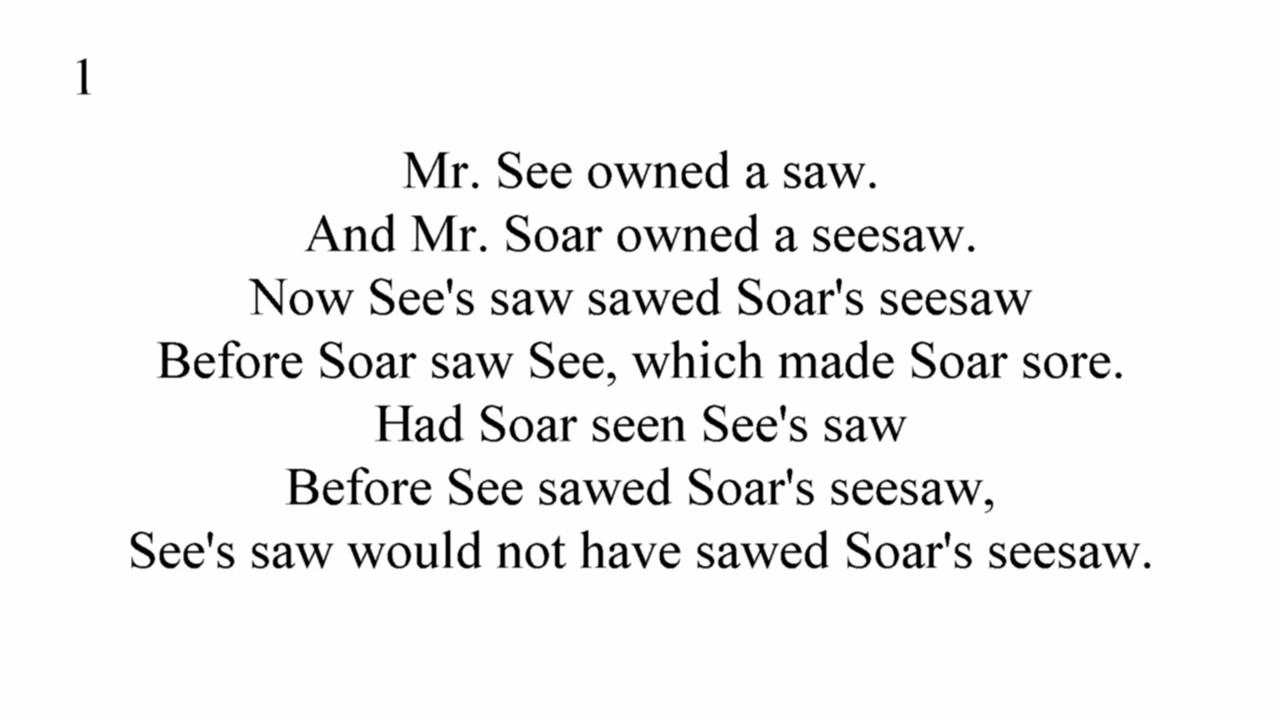 1
Mr. See owned a saw.
And Mr. Soar owned a seesaw.
Now See's saw sawed Soar's seesaw
Before Soar saw See, which made Soar sore.
Had Soar seen See's saw
Before See sawed Soar's seesaw,
See's saw would not have sawed Soar's seesaw.